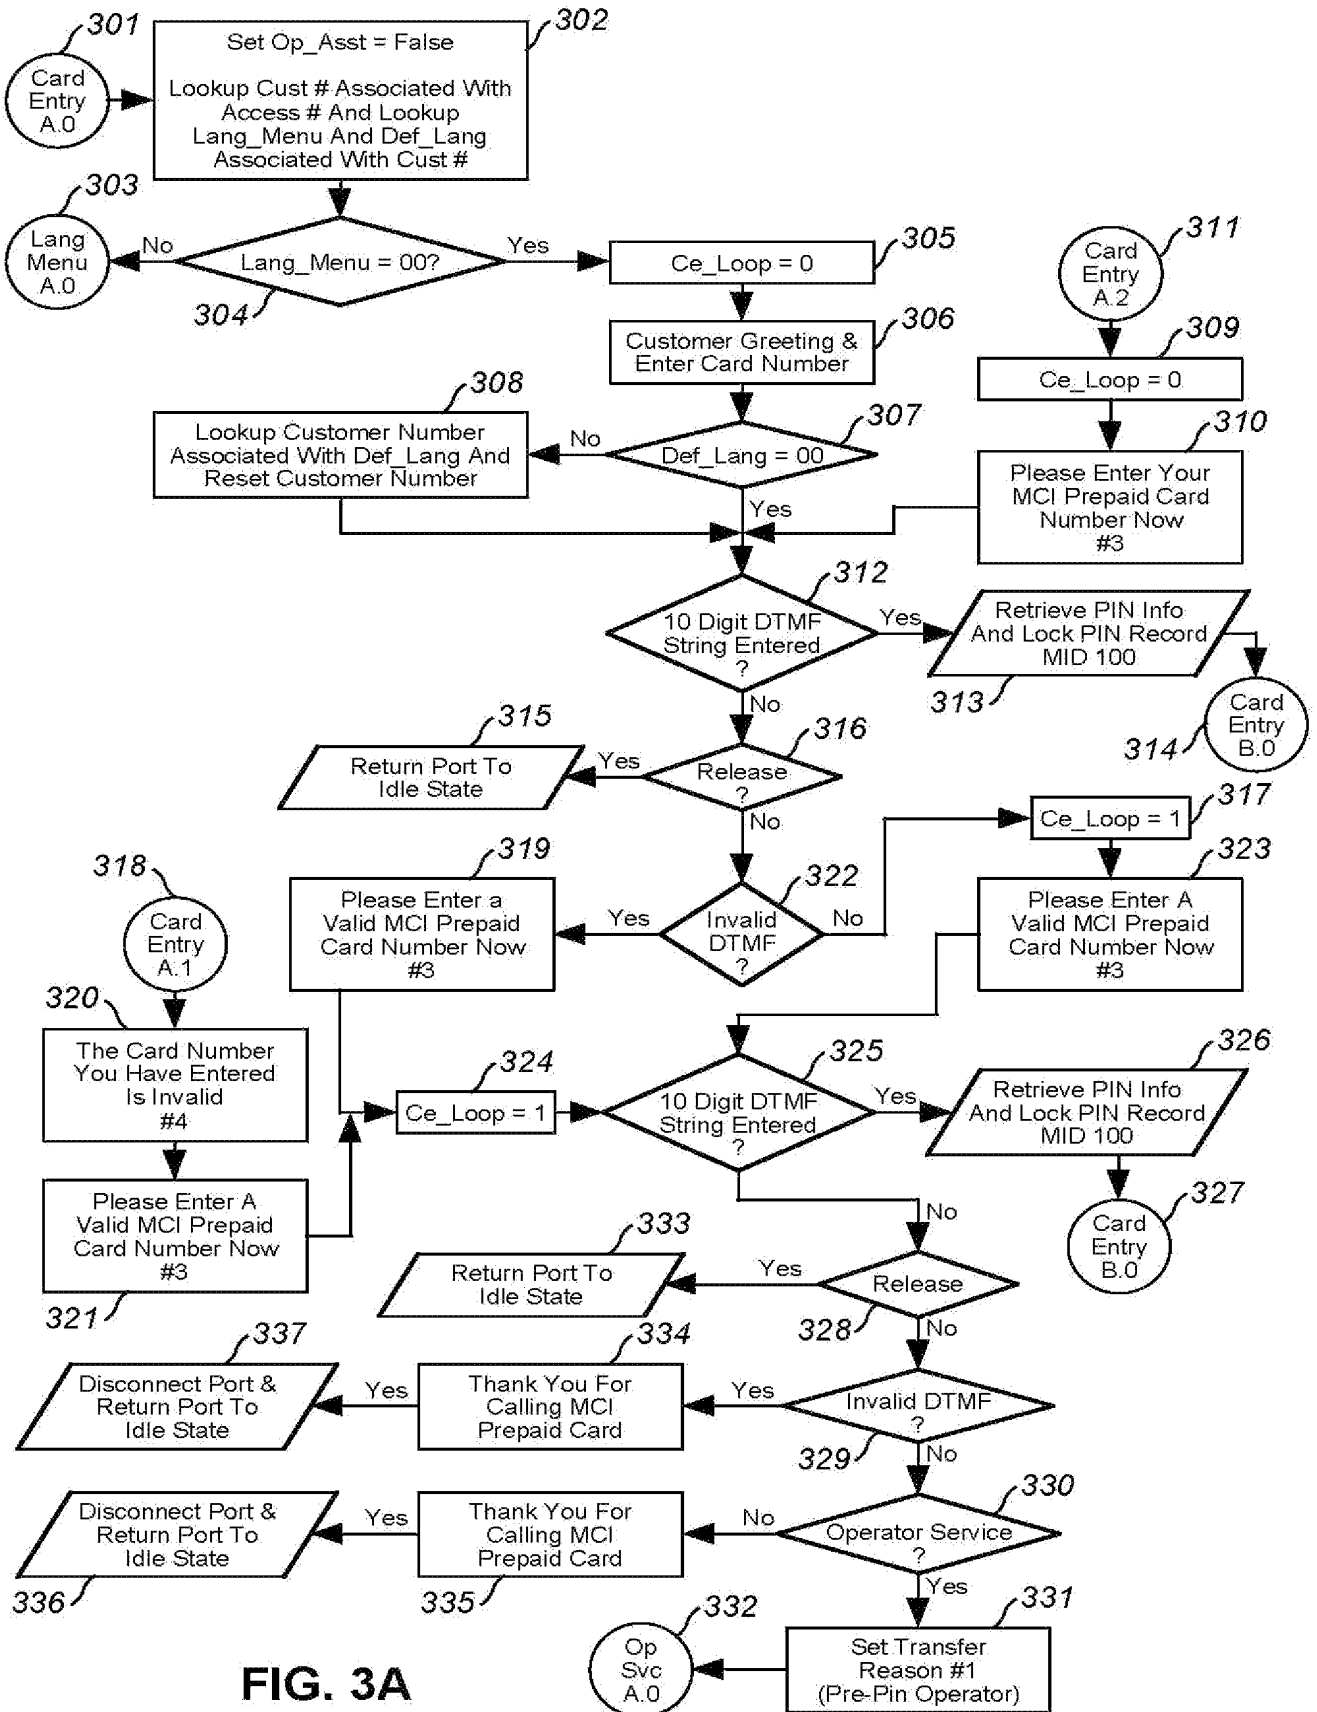 301
Card
Entry
A.0
302
Set Op_Asst = False
Lookup Cust # Associated With
Access # And Lookup
Lang_Menu And Def_Lang
Associated With Cust #
303
Lang
Menu
A.0
No
Lang_Menu = 00?
304
Yes
305
Ce_Loop = 0
311
Card
Entry
A.2
306
Customer Greeting &
Enter Card Number
309
Ce_Loop = 0
308
Lookup Customer Number
Associated With Def_Lang And
Reset Customer Number
No
307
Def_Lang = 00
Yes
310
Please Enter Your
MCI Prepaid Card
Number Now
#3
312
10 Digit DTMF
String Entered
?
Yes
Retrieve PIN Info
And Lock PIN Record
MID 100
313
314
Card
Entry
B.0
No
315
Return Port To
Idle State
Yes
316
Release
?
No
317
Ce_Loop = 1
318
Card
Entry
A.1
319
Please Enter a
Valid MCI Prepaid
Card Number Now
#3
Yes
322
Invalid
DTMF
?
No
323
Please Enter A
Valid MCI Prepaid
Card Number Now
#3
320
The Card Number
You Have Entered
Is Invalid
#4
324
Ce_Loop = 1
325
10 Digit DTMF
String Entered
?
Yes
326
Retrieve PIN Info
And Lock PIN Record
MID 100
Please Enter A
Valid MCI Prepaid
Card Number Now
#3
321
327
Card
Entry
B.0
No
333
Return Port To
Idle State
Yes
Release
328
No
337
Disconnect Port &
Return Port To
Idle State
Yes
334
Thank You For
Calling MCI
Prepaid Card
Yes
Invalid DTMF
?
329
No
Disconnect Port &
Return Port To
Idle State
336
Yes
Thank You For
Calling MCI
Prepaid Card
335
No
330
Operator Service
?
Yes
332
Op
Svc
A.0
331
Set Transfer
Reason #1
(Pre-Pin Operator)
FIG. 3A